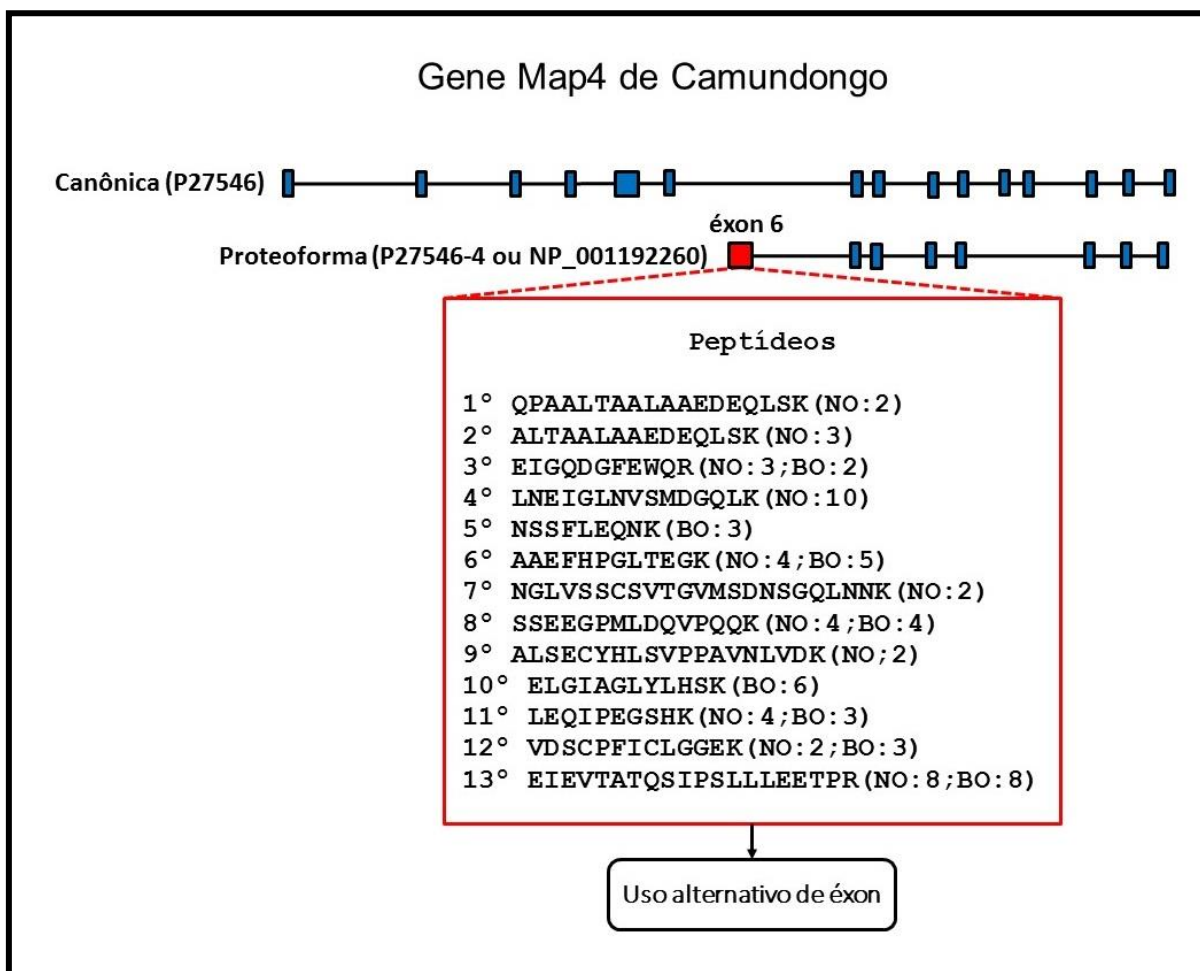 Gene Map4 de Camundongo
Canônica (P27546)
éxon 6
Proteoforma (P27546-4 ou NP_001192260)
Peptídeos
1° QPAALTAALAAEDEQLSK(NO:2)
2° ALTAALAAEDEQLSK(NO:3)
3° EIGQDGFEWQR(NO:3;BO:2)
4° LNEIGLNVSMDGQLK(NO:10)
5° NSSFLEQNK(BO:3)
6° AAEFHPGLTEGK(NO:4;BO:5)
7° NGLVSSCSVTGVMSDNSGQLNNK(NO:2)
8° SSEEGPMLDQVPQQK(NO:4;BO:4)
9° ALSECYHLSVPPAVNLVDK(NO;2)
10° ELGIAGLYLHSK(BO:6)
11° LEQIPEGSHK(NO:4;BO:3)
12° VDSCPFICLGGEK(NO:2;BO:3)
13° EIEVTATQSIPSLLLEETPR(NO:8;BO:8)
Uso alternativo de éxon